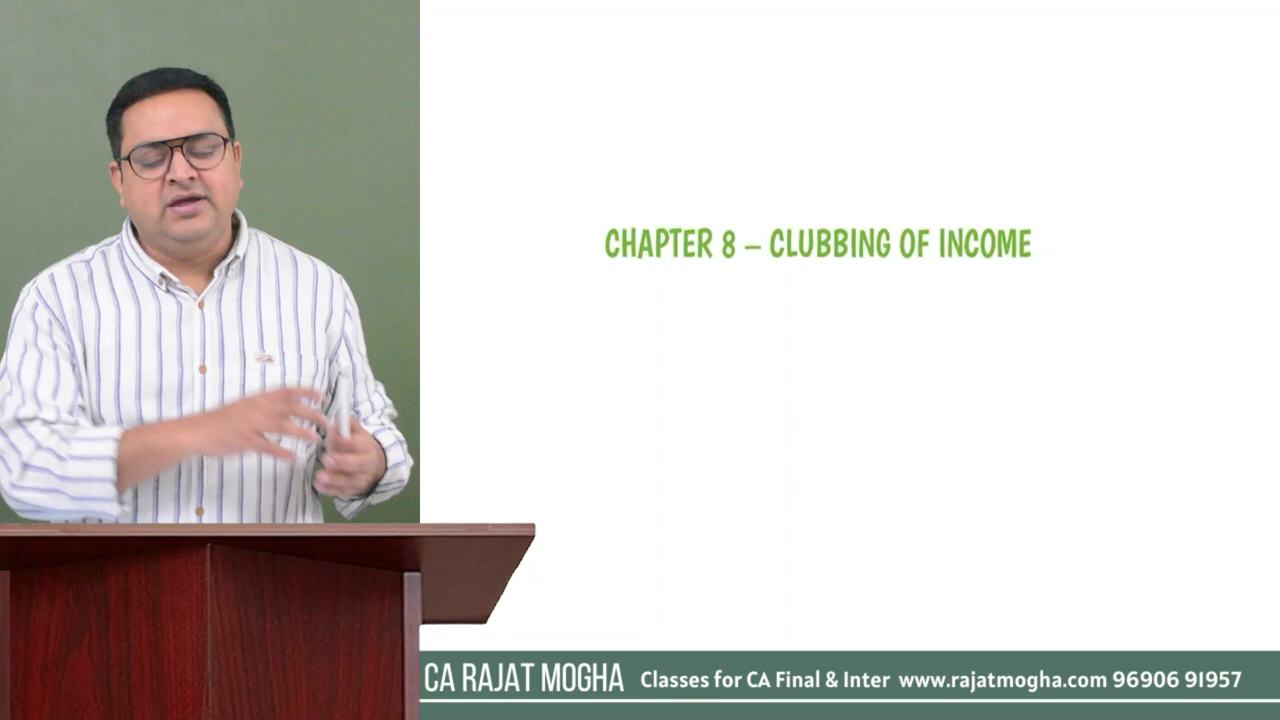 CHAPTER 8 – CLUBBING OF INCOME
CA RAJAT MOGHA Classes for CA Final & Inter www.rajatmogha.com 96906 91957